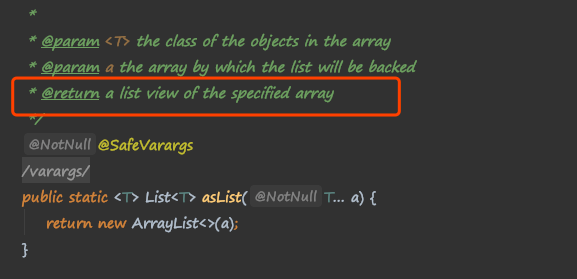 *
* @param <T> the class of the objects in the array
* @param a the array by which the list will be backed
* @return a list view of the specified array
*/
@NotNull @SafeVarargs
/varargs/
public static <T> List<T> asList( @NotNull T... a) {
return new ArrayList<>(a);
}